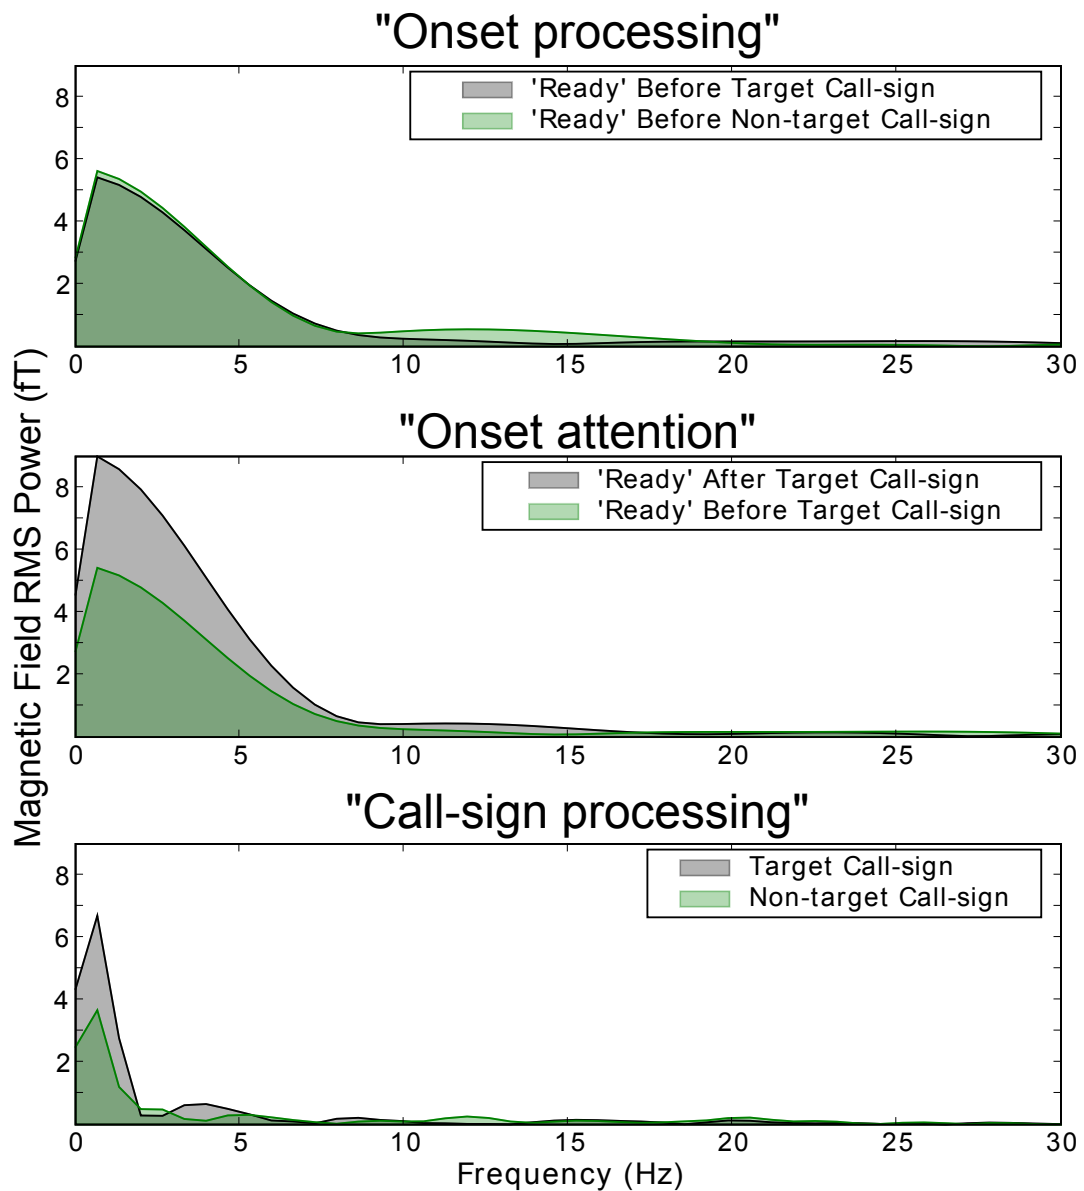 "Onset processing"
'Ready' Before Target Call-sign
'Ready' Before Non-target Call-sign
8
6
4
2
0 5 10 15 20 25 30
Magnetic Field RMS Power (fT)
"Onset attention"
'Ready' After Target Call-sign
'Ready' Before Target Call-sign
8
6
4
2
0 5 10 15 20 25 30
"Call-sign processing"
Target Call-sign
Non-target Call-sign
8
6
4
2
0 5 10 15 20 25 30
Frequency (Hz)